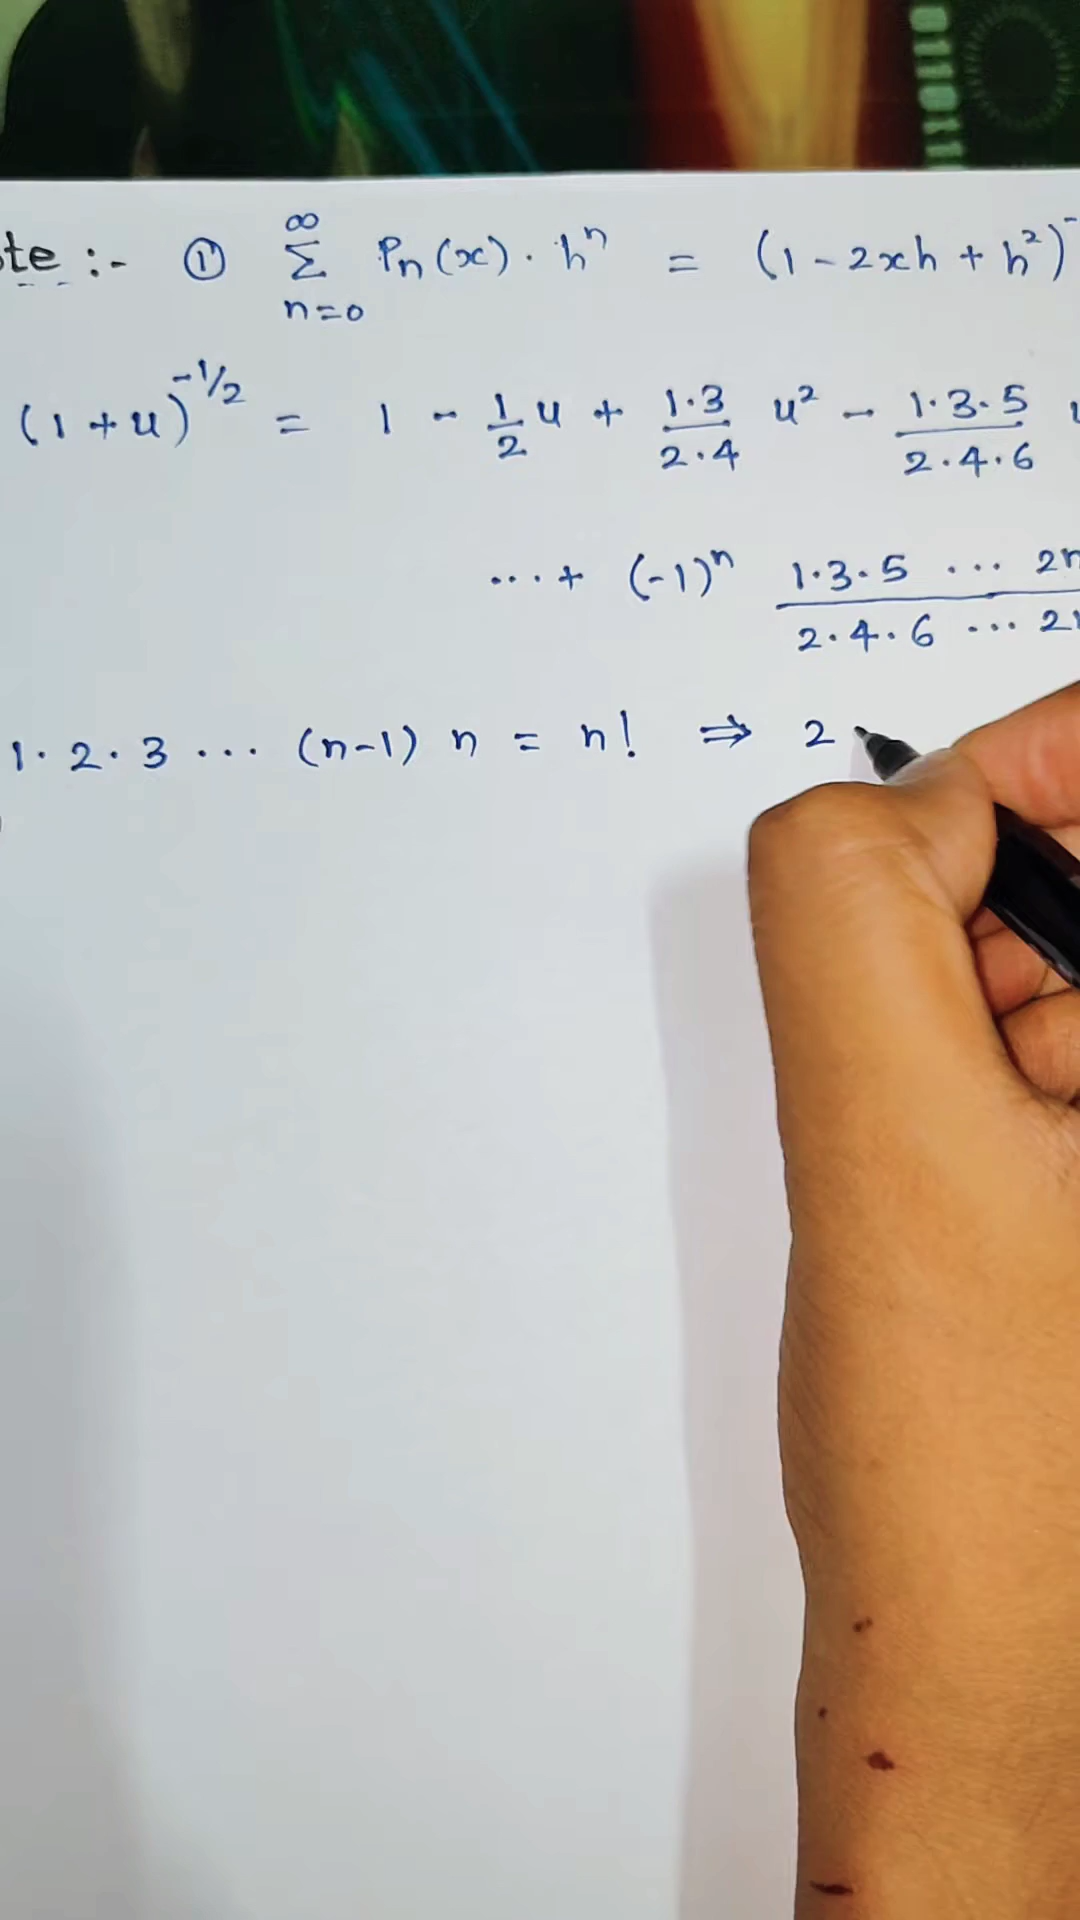 te :- ① ∞ Σ n=0 Pn(x) · hⁿ = (1 - 2xh + h²)⁻
(1+u)^-1/2 = 1 - 1/2 u + 1·3/2·4 u² - 1·3·5/2·4·6
...+ (-1)ⁿ 1·3·5 ... 2n/2·4·6 ... 2
1·2·3 ... (n-1) n = n! ⇒ 2